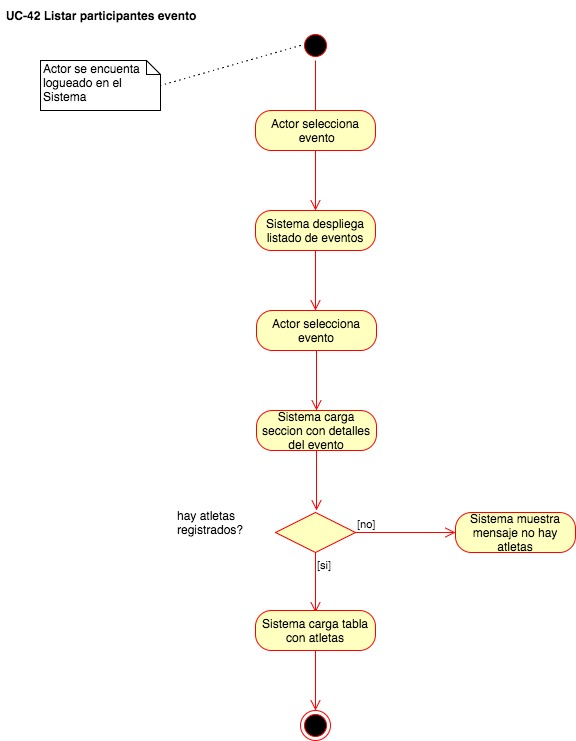 UC-42 Listar participantes evento
Actor se encuenta
logueado en el
Sistema
Actor selecciona
evento
Sistema despliega
listado de eventos
Actor selecciona
evento
Sistema carga
seccion con detalles
del evento
hay atletas
registrados?
[no]
Sistema muestra
mensaje no hay
atletas
[si]
Sistema carga tabla
con atletas